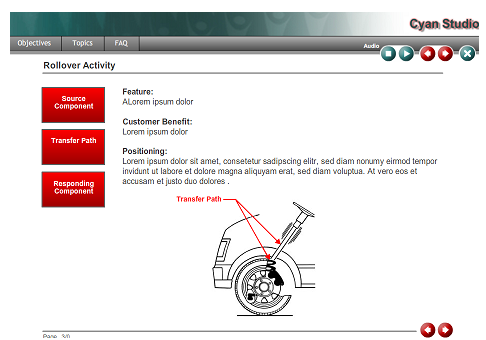 Cyan Studio
Objectives Topics FAQ
Audio
Rollover Activity
Source
Component
Transfer Path
Responding
Component
Feature:
ALorem ipsum dolor
Customer Benefit:
Lorem ipsum dolor
Positioning:
Lorem ipsum dolor sit amet, consetetur sadipscing elitr, sed diam nonumy eirmod tempor
invidunt ut labore et dolore magna aliquyam erat, sed diam voluptua. At vero eos et
accusam et justo duo dolores .
Transfer Path